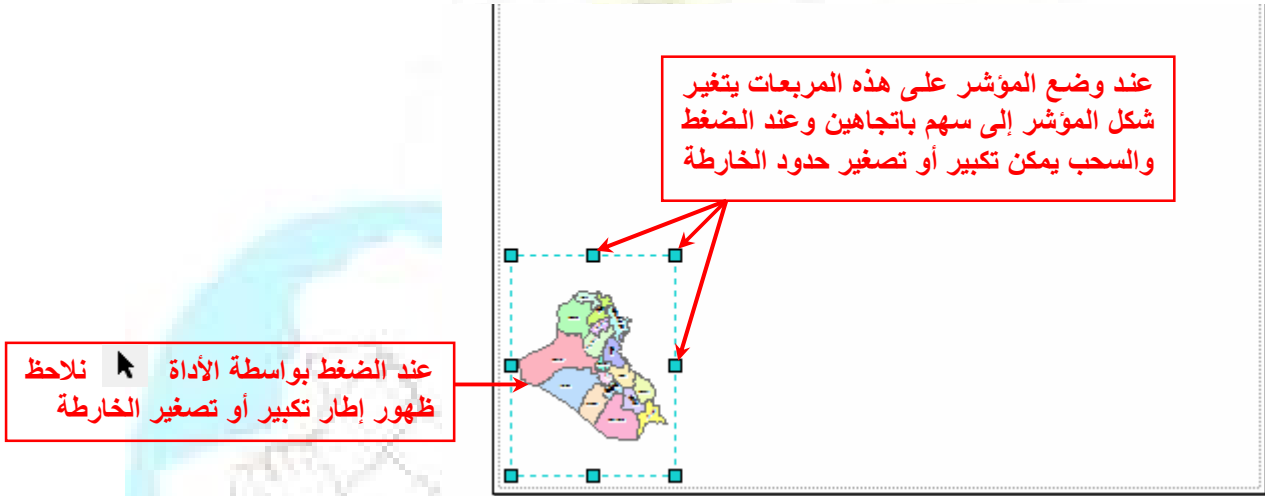 عند وضع المؤشر على هذه المربعات يتغير
شكل المؤشر إلى سهم باتجاهين وعند الضغط
والسحب يمكن تكبير أو تصغير حدود الخارطة
عند الضغط بواسطة الأداة نلاحظ
ظهور إطار تكبير أو تصغير الخارطة